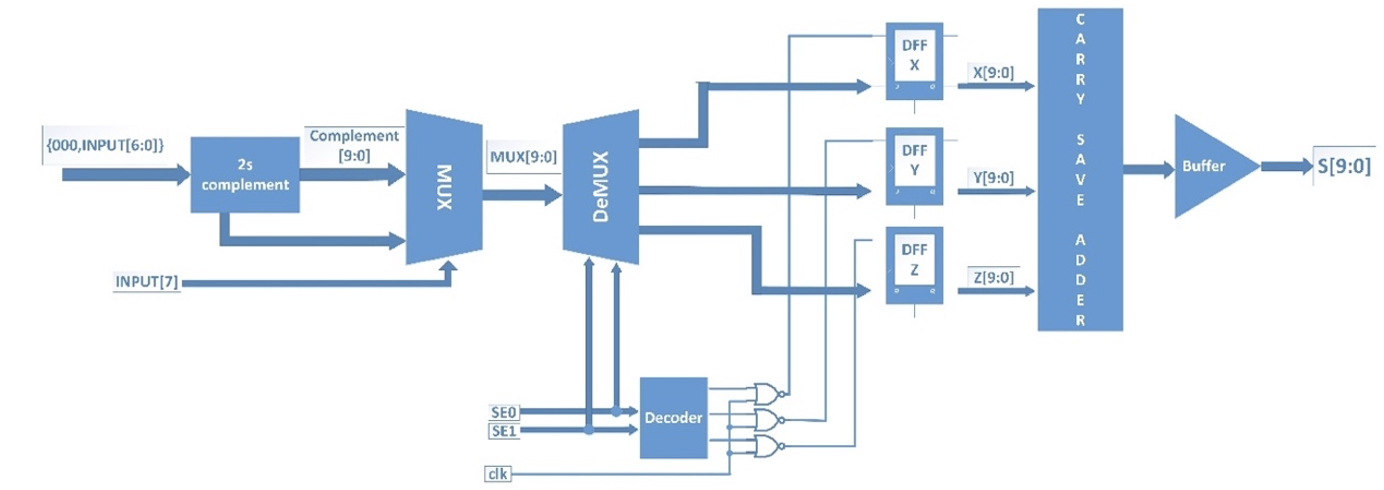 {000,INPUT[6:0]}
2s
complement
Complement
[9:0]
INPUT[7]
MUX
MUX[9:0]
DeMUX
SE0
SE1
clk
Decoder
DFF
X
DFF
Y
DFF
Z
X[9:0]
Y[9:0]
Z[9:0]
CARRY SAVE ADDER
Buffer
S[9:0]